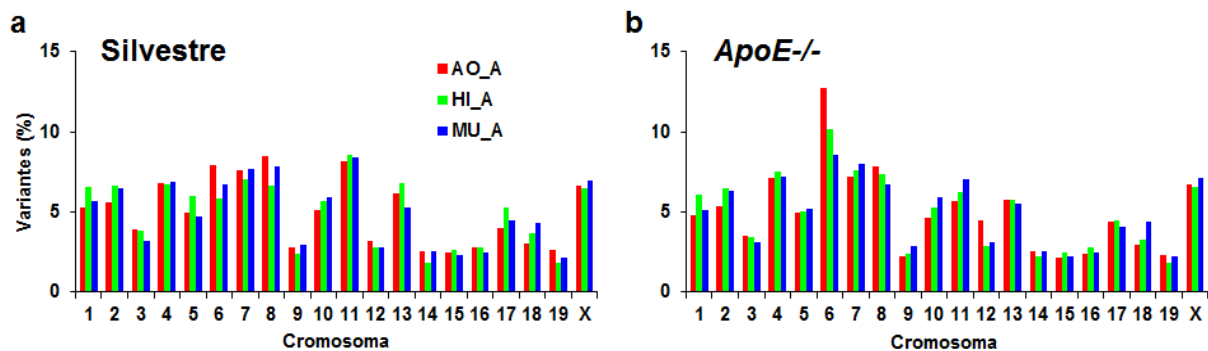 a
Silvestre
AO_A
HI_A
MU_A
Variantes (%)
15
10
5
0
1 2 3 4 5 6 7 8 9 10 11 12 13 14 15 16 17 18 19 X
Cromosoma
b
ApoE-/-
15
10
5
0
1 2 3 4 5 6 7 8 9 10 11 12 13 14 15 16 17 18 19 X
Cromosoma